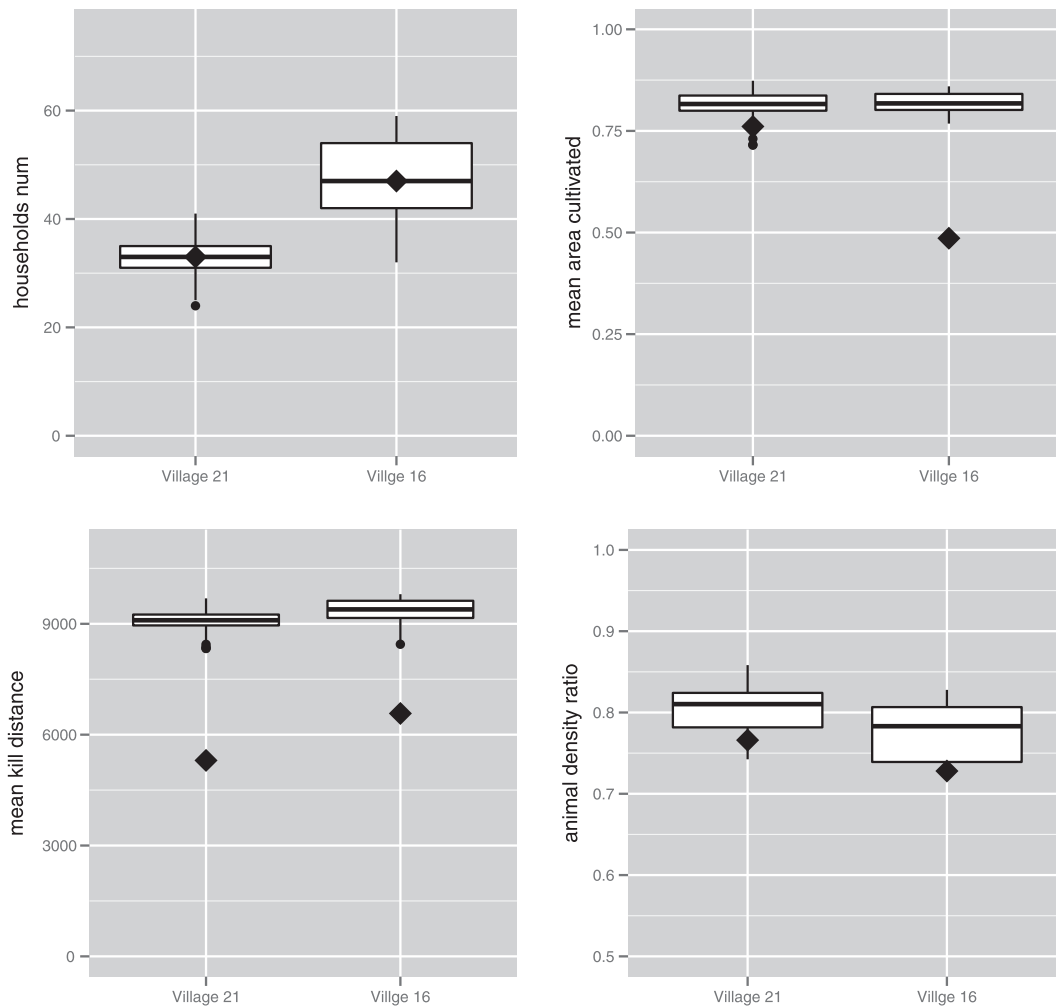 households num
60
40
20
0
Village 21
Villge 16
mean area cultivated
1.00
0.75
0.50
0.25
0.00
Village 21
Villge 16
mean kill distance
9000
6000
3000
0
Village 21
Villge 16
animal density ratio
1.0
0.9
0.8
0.7
0.6
0.5
Village 21
Villge 16